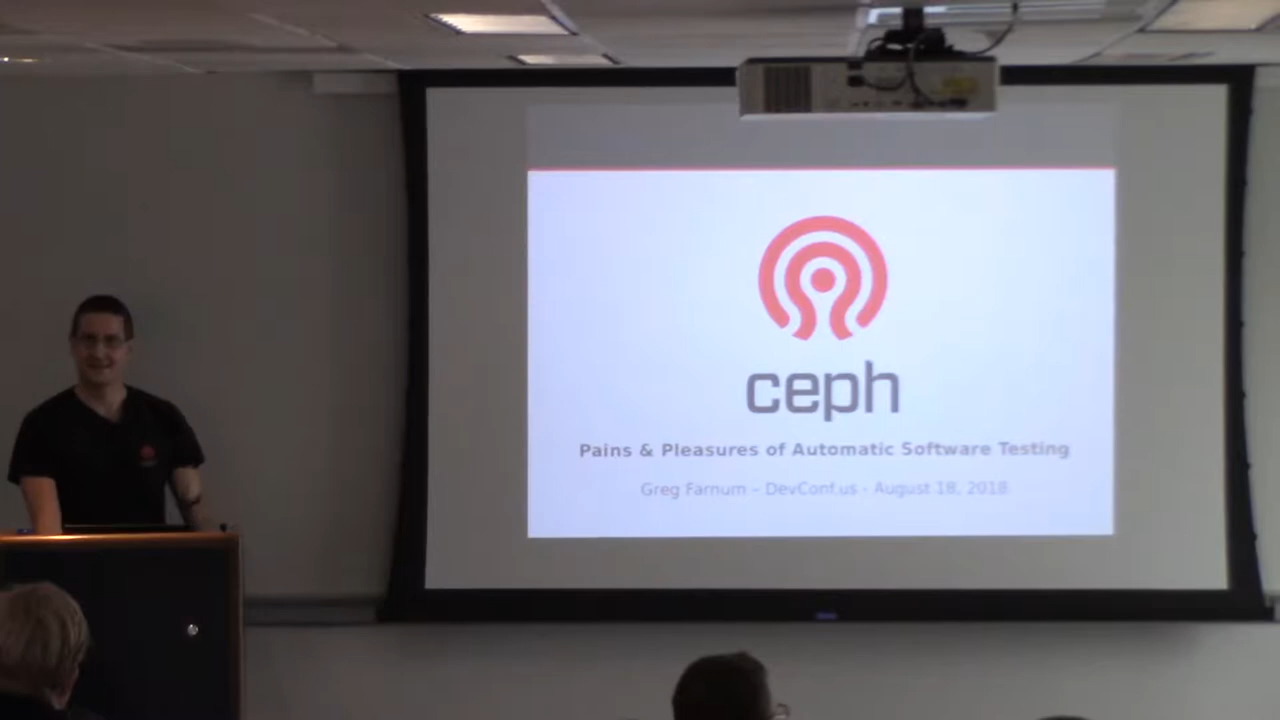 ceph
Pains & Pleasures of Automatic Software Testing
Greg Farnum – DevConf.us - August 18, 2018